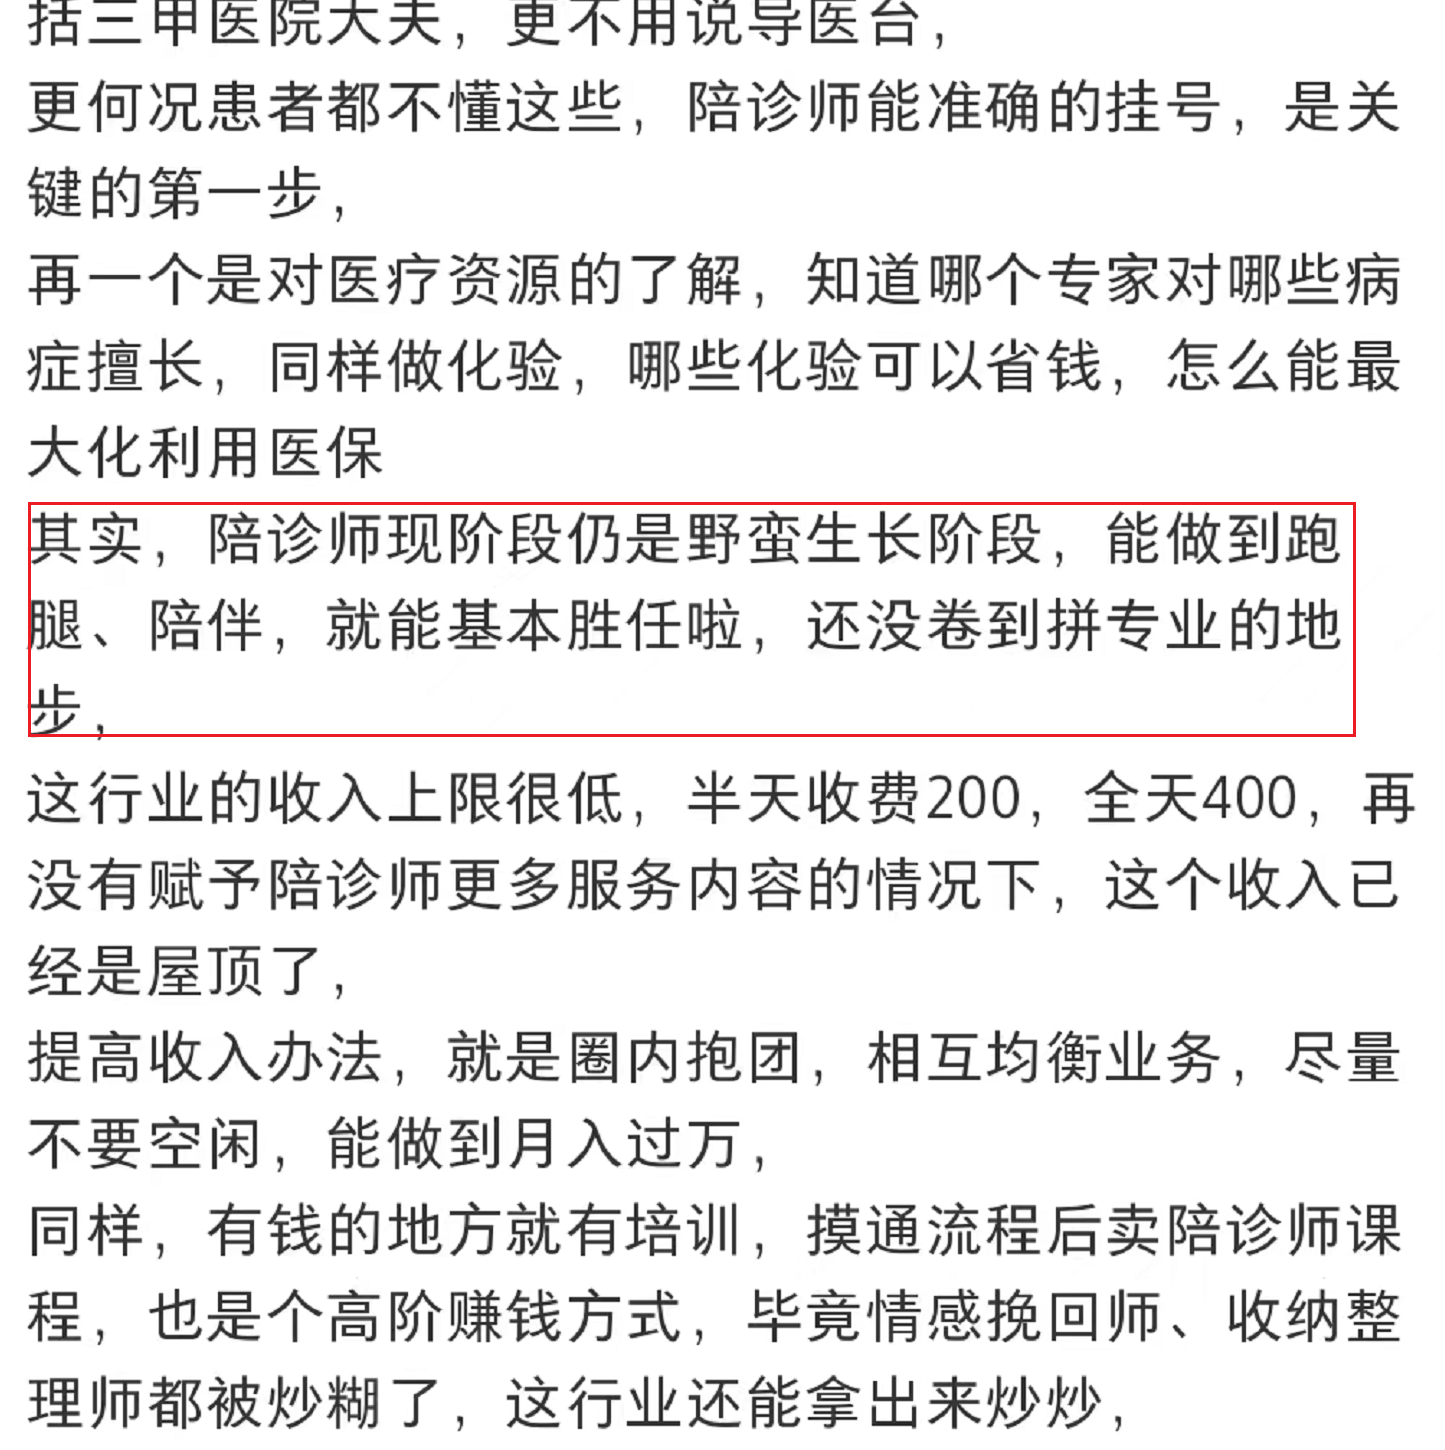 括三甲医院大夫，更不用说导医台，
更何况患者都不懂这些，陪诊师能准确的挂号，是关
键的第一步，
再一个是对医疗资源的了解，知道哪个专家对哪些病
症擅长，同样做化验，哪些化验可以省钱，怎么能最
大化利用医保
其实，陪诊师现阶段仍是野蛮生长阶段，能做到跑
腿、陪伴，就能基本胜任啦，还没卷到拼专业的地
步，
这行业的收入上限很低，半天收费200，全天400，再
没有赋予陪诊师更多服务内容的情况下，这个收入已
经是屋顶了，
提高收入办法，就是圈内抱团，相互均衡业务，尽量
不要空闲，能做到月入过万，
同样，有钱的地方就有培训，摸通流程后卖陪诊师课
程，也是个高阶赚钱方式，毕竟情感挽回师、收纳整
理师都被炒糊了，这行业还能拿出来炒炒，